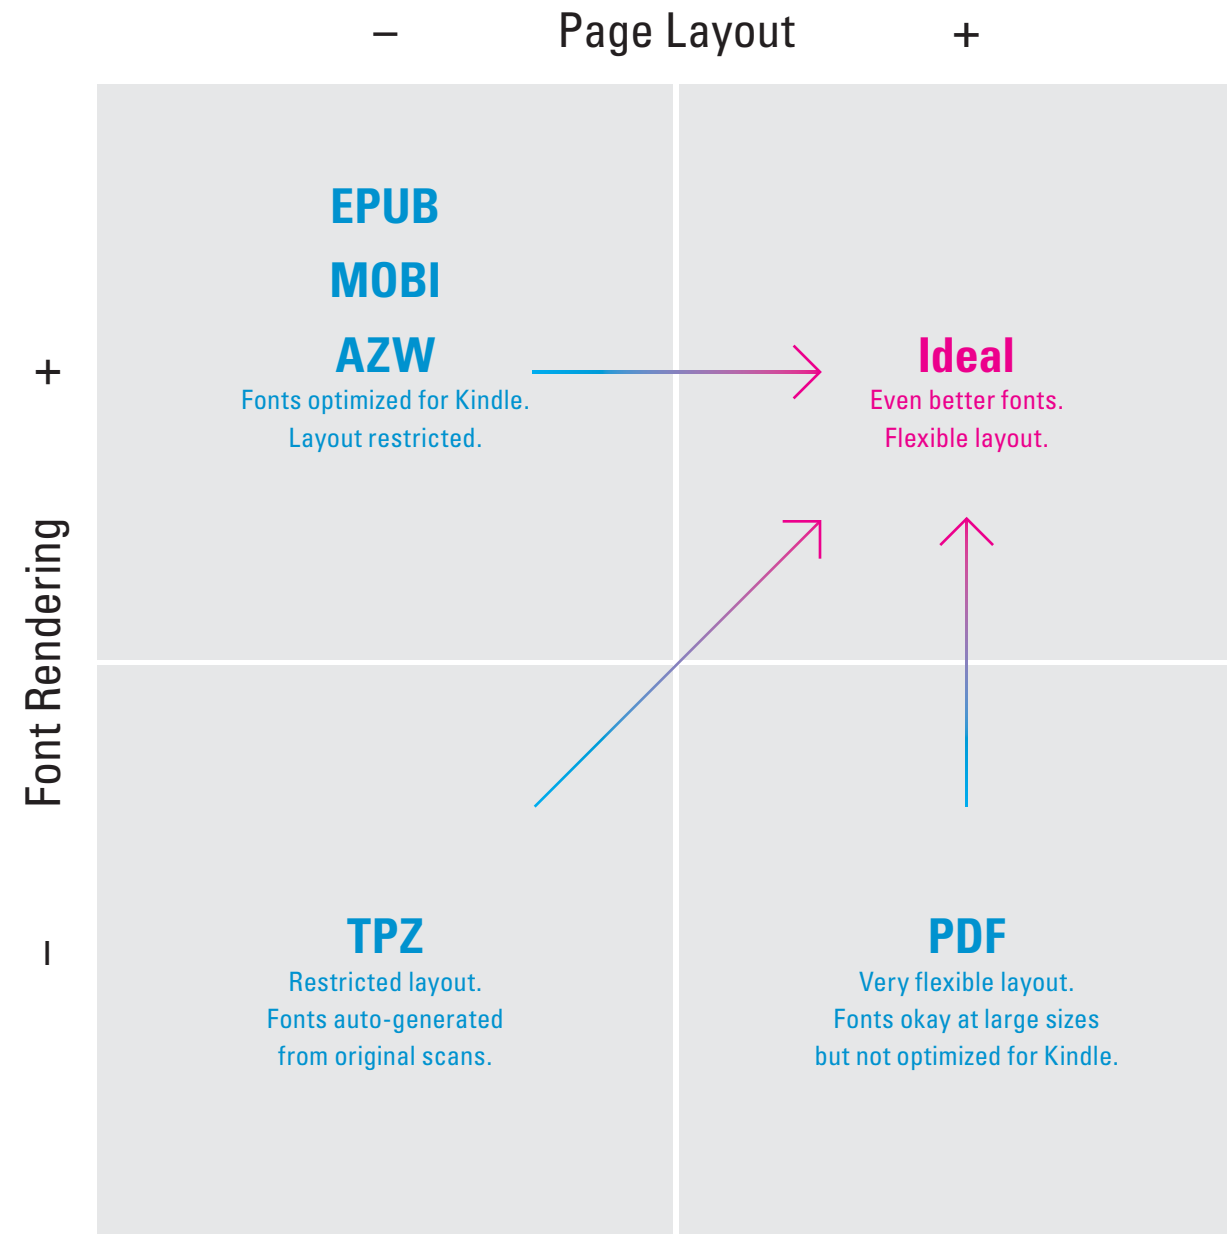 – Page Layout +
EPUB
MOBI
AZW
Fonts optimized for Kindle.
Layout restricted.
Ideal
Even better fonts.
Flexible layout.
+
Font Rendering
–
TPZ
Restricted layout.
Fonts auto-generated
from original scans.
PDF
Very flexible layout.
Fonts okay at large sizes
but not optimized for Kindle.